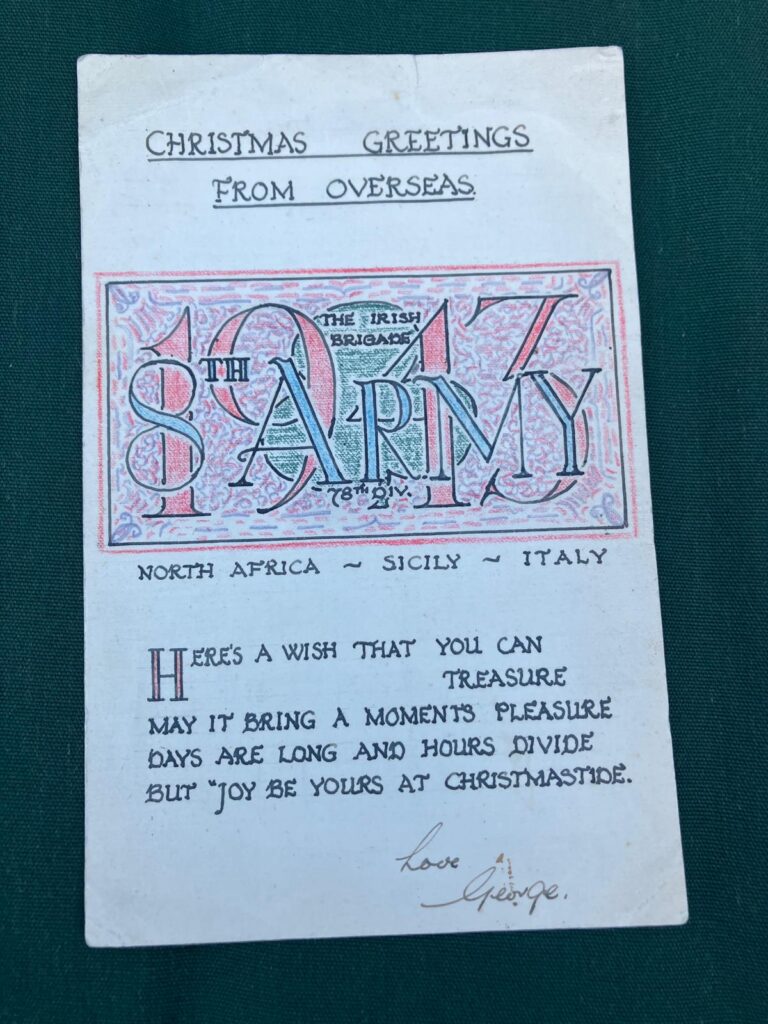 CHRISTMAS GREETINGS
FROM OVERSEAS.
1943
THE IRISH
BRIGADE
8TH ARMY
78TH DIV.
NORTH AFRICA ~ SICILY ~ ITALY
HERE'S A WISH THAT YOU CAN
TREASURE
MAY IT BRING A MOMENTS PLEASURE
DAYS ARE LONG AND HOURS DIVIDE
BUT "JOY BE YOURS AT CHRISTMASTIDE.
Love
George.